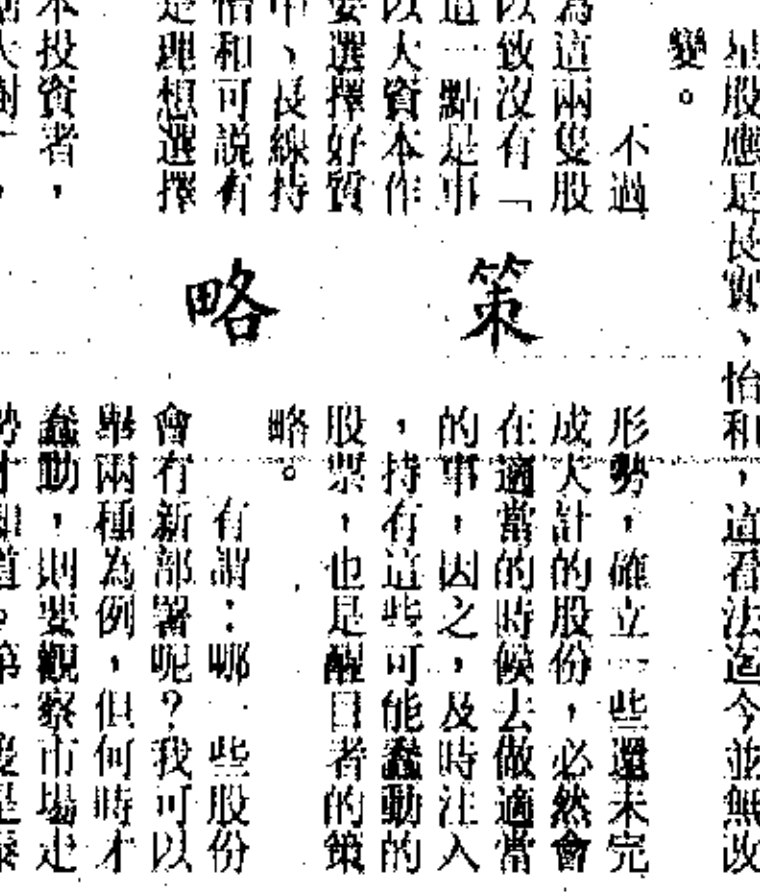 星股應是長實、怡和，這看法迄今並無改
變。
不過
為這兩隻股
以致沒有「
這一點是事
以大資本作
要選擇好質
中、長線持
怡和可説有
是理想選擇
本投資者，
大樹」，
策略
形勢，確立一些還未完
成大計的股份，必然會
在適當的時候去做適當
的事，因之，及時注入
，持有這些可能蠢動的
股票，也是醒目者的策
略。
有謂：哪一些股份
會有新部署呢？我可以
舉兩種為例，但何時才
蠢動，則要觀察市場走
勢才知道。第一